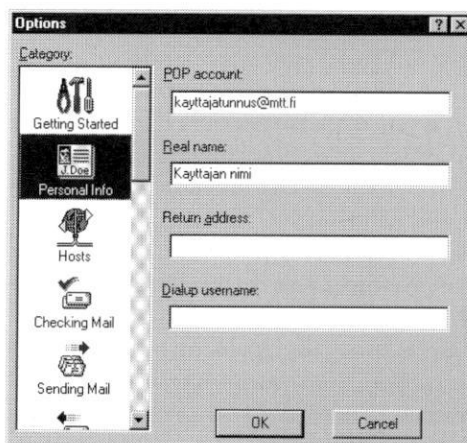 Options
Category:
Getting Started
J.Doe
Personal Info
Hosts
Checking Mail
Sending Mail
POP account:
kayttajatunnus@mtt.fi
Real name:
Kayttajan nimi
Return address:
Dialup username:
OK
Cancel